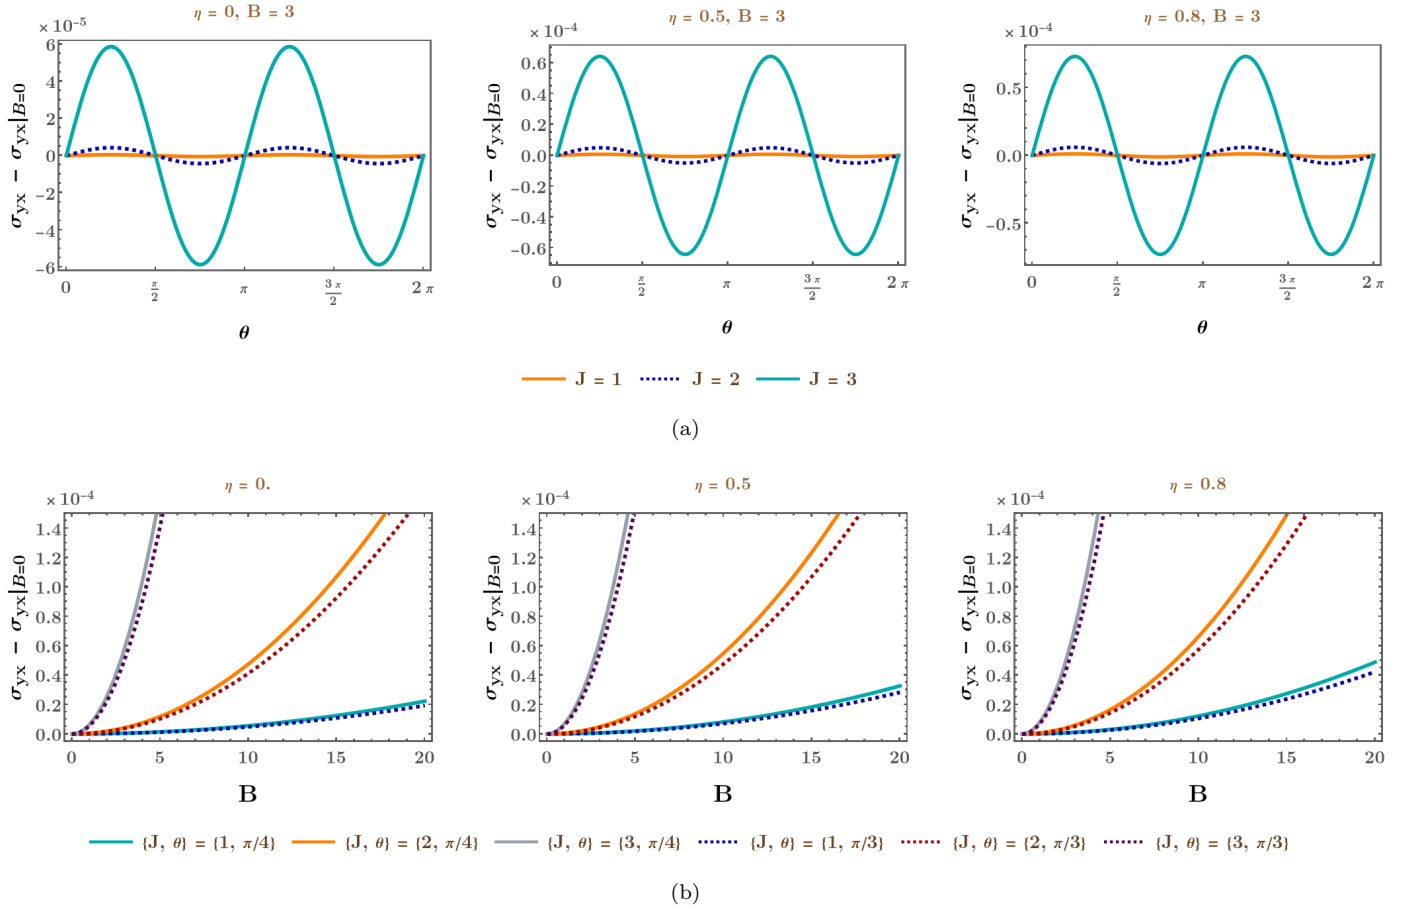 η = 0, B = 3
× 10⁻⁵
σyx − σyx|B=0
6
4
2
0
−2
−4
−6
0
π/2
π
3π/2
2π
θ
η = 0.5, B = 3
× 10⁻⁴
σyx − σyx|B=0
0.6
0.4
0.2
0.0
−0.2
−0.4
−0.6
0
π/2
π
3π/2
2π
θ
η = 0.8, B = 3
× 10⁻⁴
σyx − σyx|B=0
0.5
0.0
−0.5
0
π/2
π
3π/2
2π
θ
J = 1 J = 2 J = 3
(a)
η = 0.
× 10⁻⁴
σyx − σyx|B=0
1.4
1.2
1.0
0.8
0.6
0.4
0.2
0.0
0 5 10 15 20
B
η = 0.5
× 10⁻⁴
σyx − σyx|B=0
1.4
1.2
1.0
0.8
0.6
0.4
0.2
0.0
0 5 10 15 20
B
η = 0.8
× 10⁻⁴
σyx − σyx|B=0
1.4
1.2
1.0
0.8
0.6
0.4
0.2
0.0
0 5 10 15 20
B
{J, θ} = {1, π/4} {J, θ} = {2, π/4} {J, θ} = {3, π/4} {J, θ} = {1, π/3} {J, θ} = {2, π/3} {J, θ} = {3, π/3}
(b)